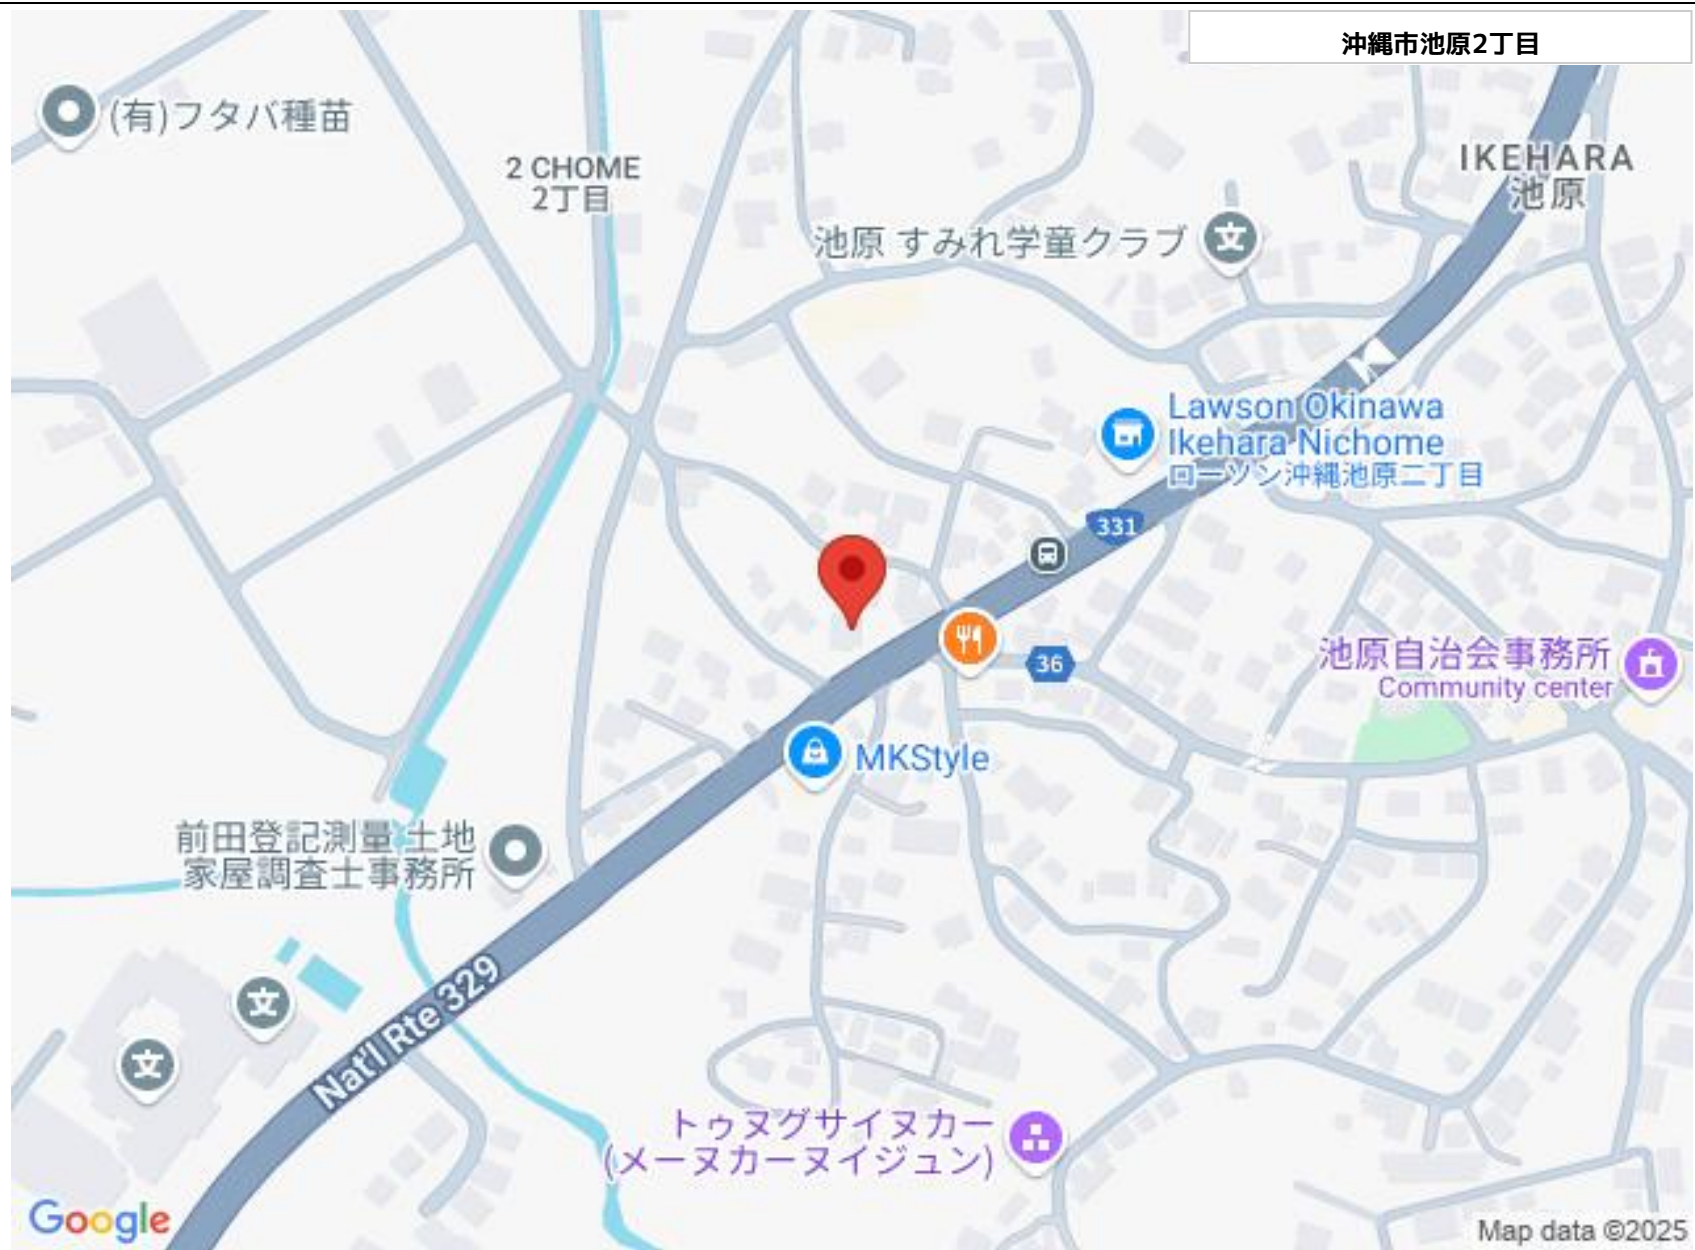 沖縄市池原2丁目
(有)フタバ種苗
2 CHOME
2丁目
IKEHARA
池原
池原 すみれ学童クラブ
文
Lawson Okinawa
Ikehara Nichome
ローソン沖縄池原二丁目
331
36
池原自治会事務所
Community center
MKStyle
前田登記測量 土地
家屋調査士事務所
文
文
Nat'l Rte 329
トゥヌグサイヌカー
(メーヌカーヌイジュン)
Google
Map data ©2025